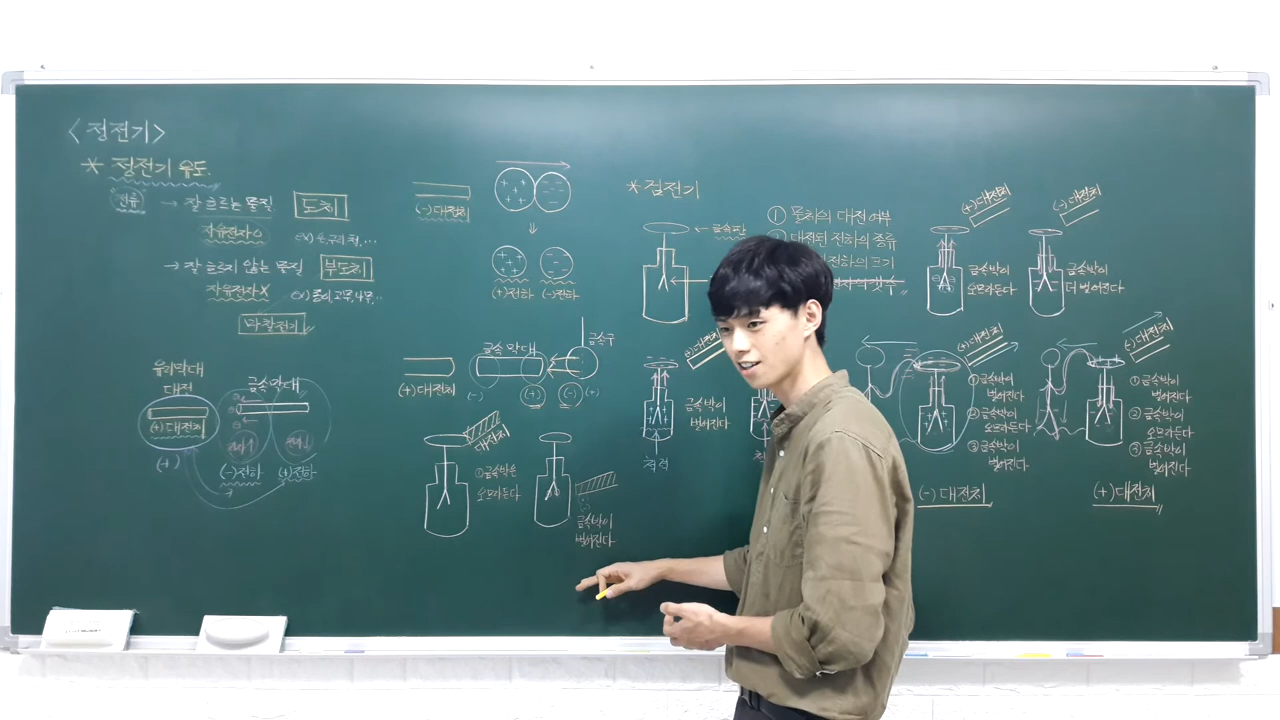 <정전기>
* 정전기 유도.
전류 → 잘 흐르는 물질 도체
자유전자 O
ex) 은, 구리, 철, ...
→ 잘 흐르지 않는 물질 부도체
자유전자 X
ex) 종이, 고무, 나무...
마찰전기
유리막대
대전
(+)대전체
(+)
금속 막대
(-)전하 (+)전하
(-)대전체
(+)전하 (-)전하
(+)대전체
금속 막대
금속구
(-) (+) (-) (+)
대전체
① 금속박은
오므라든다
금속박이
벌어진다
* 검전기
← 금속판
① 물체의 대전 여부
대전된 전하의 종류
전하의 크기
전자의 갯수
(-)대전체
금속박이
벌어진다
척력
(+)대전체
금속박이
오므라든다
(-)대전체
금속박이
더 벌어진다
(+)대전체
① 금속박이
벌어진다
② 금속박이
오므라든다
③ 금속박이
벌어진다
(-)대전체
(-)대전체
① 금속박이
벌어진다
② 금속박이
오므라든다
③ 금속박이
벌어진다
(+)대전체